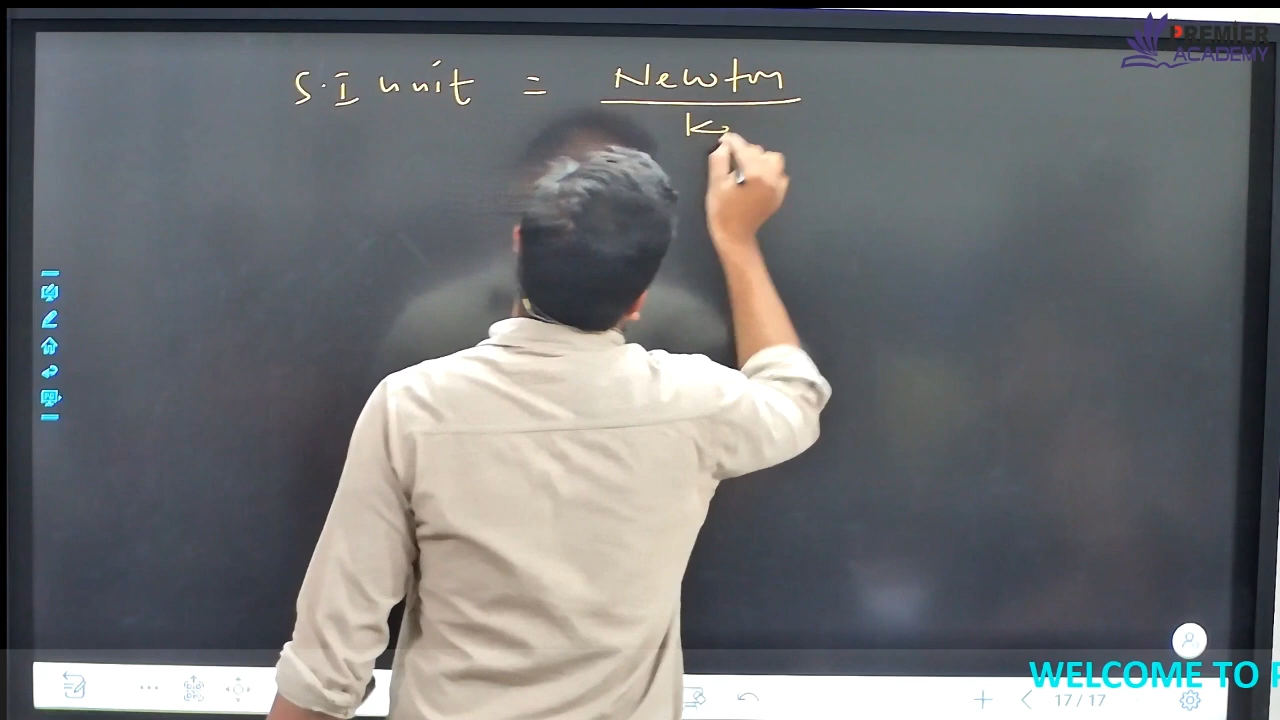 PREMIER
ACADEMY
S.I unit = Newton
K
17/17
WELCOME TO